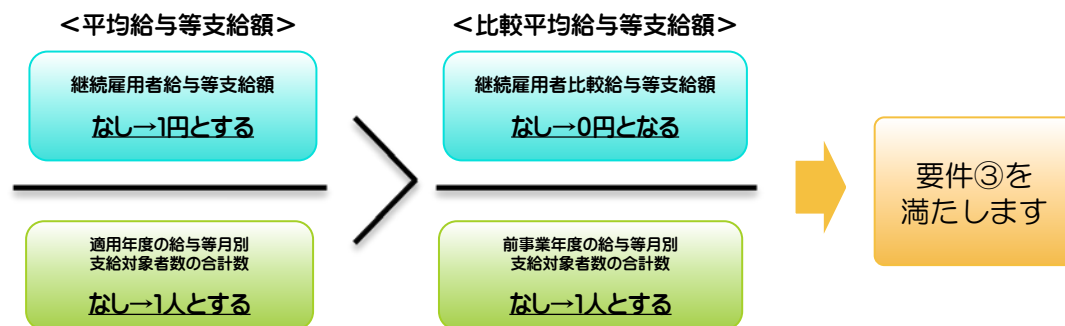 <平均給与等支給額>
継続雇用者給与等支給額
なし→1円とする
適用年度の給与等月別
支給対象者数の合計数
なし→1人とする
<比較平均給与等支給額>
継続雇用者比較給与等支給額
なし→0円となる
前事業年度の給与等月別
支給対象者数の合計数
なし→1人とする
要件③を
満たします